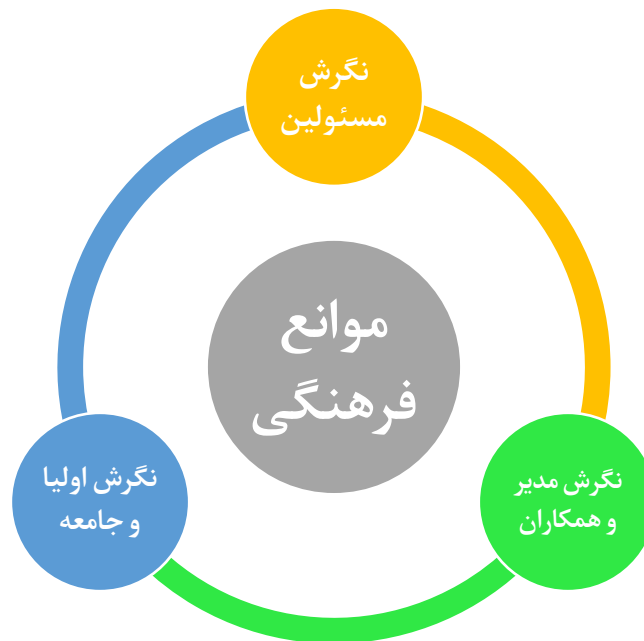 نگرش
مسئولین
موانع
فرهنگی
نگرش مدیر
و همکاران
نگرش اولیا
و جامعه